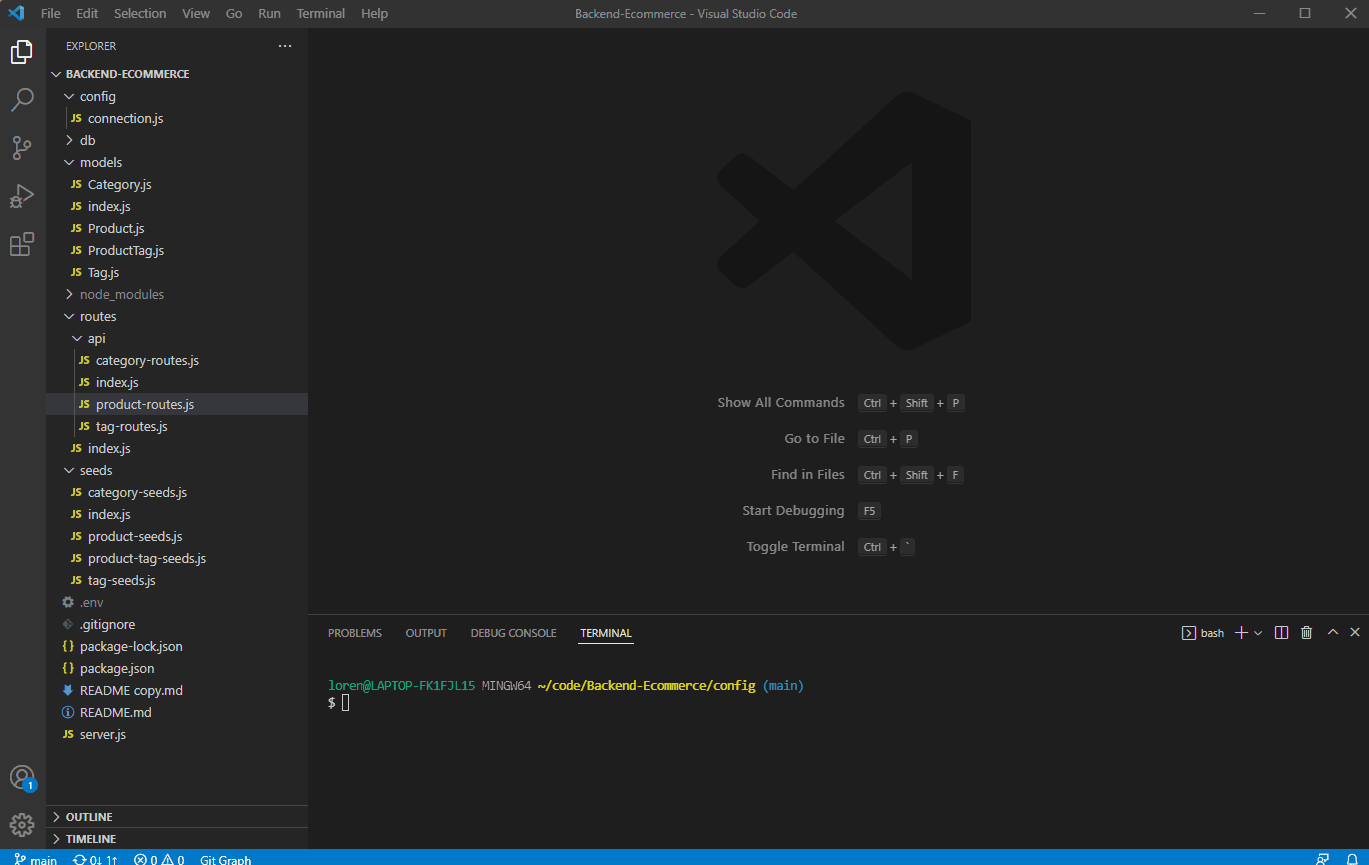 File Edit Selection View Go Run Terminal Help Backend-Ecommerce - Visual Studio Code
EXPLORER
BACKEND-ECOMMERCE
config
JS connection.js
db
models
JS Category.js
JS index.js
JS Product.js
JS ProductTag.js
JS Tag.js
node_modules
routes
api
JS category-routes.js
JS index.js
JS product-routes.js
JS tag-routes.js
JS index.js
seeds
JS category-seeds.js
JS index.js
JS product-seeds.js
JS product-tag-seeds.js
JS tag-seeds.js
.env
.gitignore
{} package-lock.json
{} package.json
README copy.md
README.md
JS server.js
1
OUTLINE
TIMELINE
Show All Commands Ctrl + Shift + P
Go to File Ctrl + P
Find in Files Ctrl + Shift + F
Start Debugging F5
Toggle Terminal Ctrl + `
PROBLEMS OUTPUT DEBUG CONSOLE TERMINAL bash
loren@LAPTOP-FK1FJL15 MINGW64 ~/code/Backend-Ecommerce/config (main)
$
main 0↓ 1↑ 0 0 Git Graph